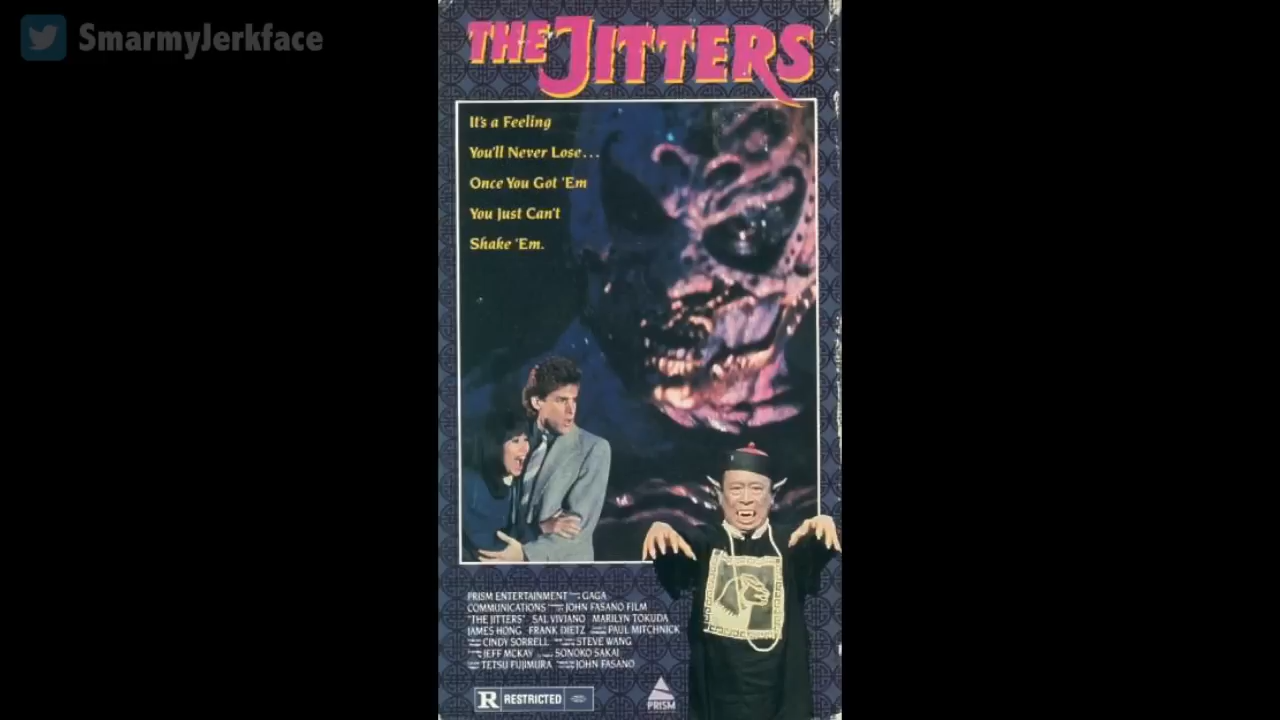 SmarmyJerkface
THE JITTERS
It's a Feeling
You'll Never Lose...
Once You Got 'Em
You Just Can't
Shake 'Em.
PRISM ENTERTAINMENT GAGA
COMMUNICATIONS JOHN FASANO FILM
"THE JITTERS" SAL VIVIANO MARILYN TOKUDA
JAMES HONG FRANK DIETZ PAUL MITCHNICK
CINDY SORRELL STEVE WANG
JEFF MCKAY SONOKO SAKAI
TETSU FUJIMURA JOHN FASANO
R RESTRICTED
PRISM